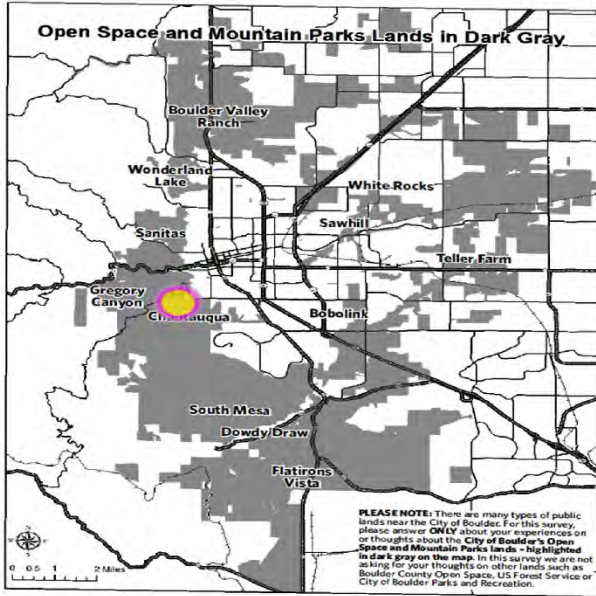 Open Space and Mountain Parks Lands in Dark Gray
Boulder Valley
Ranch
Wonderland
Lake
White Rocks
Sanitas
Sawhill
Teller Farm
Gregory
Canyon
Chautauqua
Bobolink
South Mesa
Dowdy Draw
Flatirons
Vista
PLEASE NOTE: There are many types of public
lands near the City of Boulder. For this survey,
please answer ONLY about your experiences on
or thoughts about the City of Boulder's Open
Space and Mountain Parks lands - highlighted
in dark gray on the map. In this survey we are not
asking for your thoughts on other lands such as
Boulder County Open Space, US Forest Service or
City of Boulder Parks and Recreation.
0 0.5 1 2 Miles